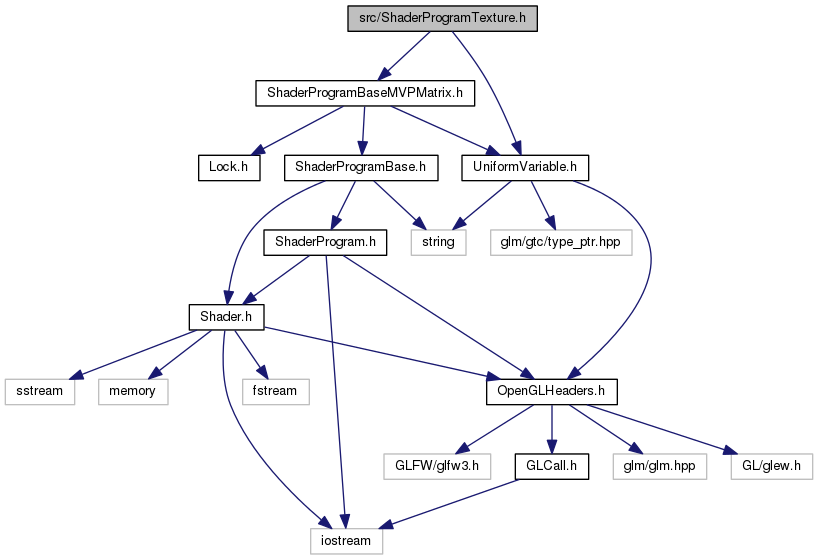 src/ShaderProgramTexture.h
ShaderProgramBaseMVPMatrix.h
Lock.h
ShaderProgramBase.h
UniformVariable.h
ShaderProgram.h
string
glm/gtc/type_ptr.hpp
Shader.h
sstream
memory
fstream
OpenGLHeaders.h
GLFW/glfw3.h
GLCall.h
glm/glm.hpp
GL/glew.h
iostream